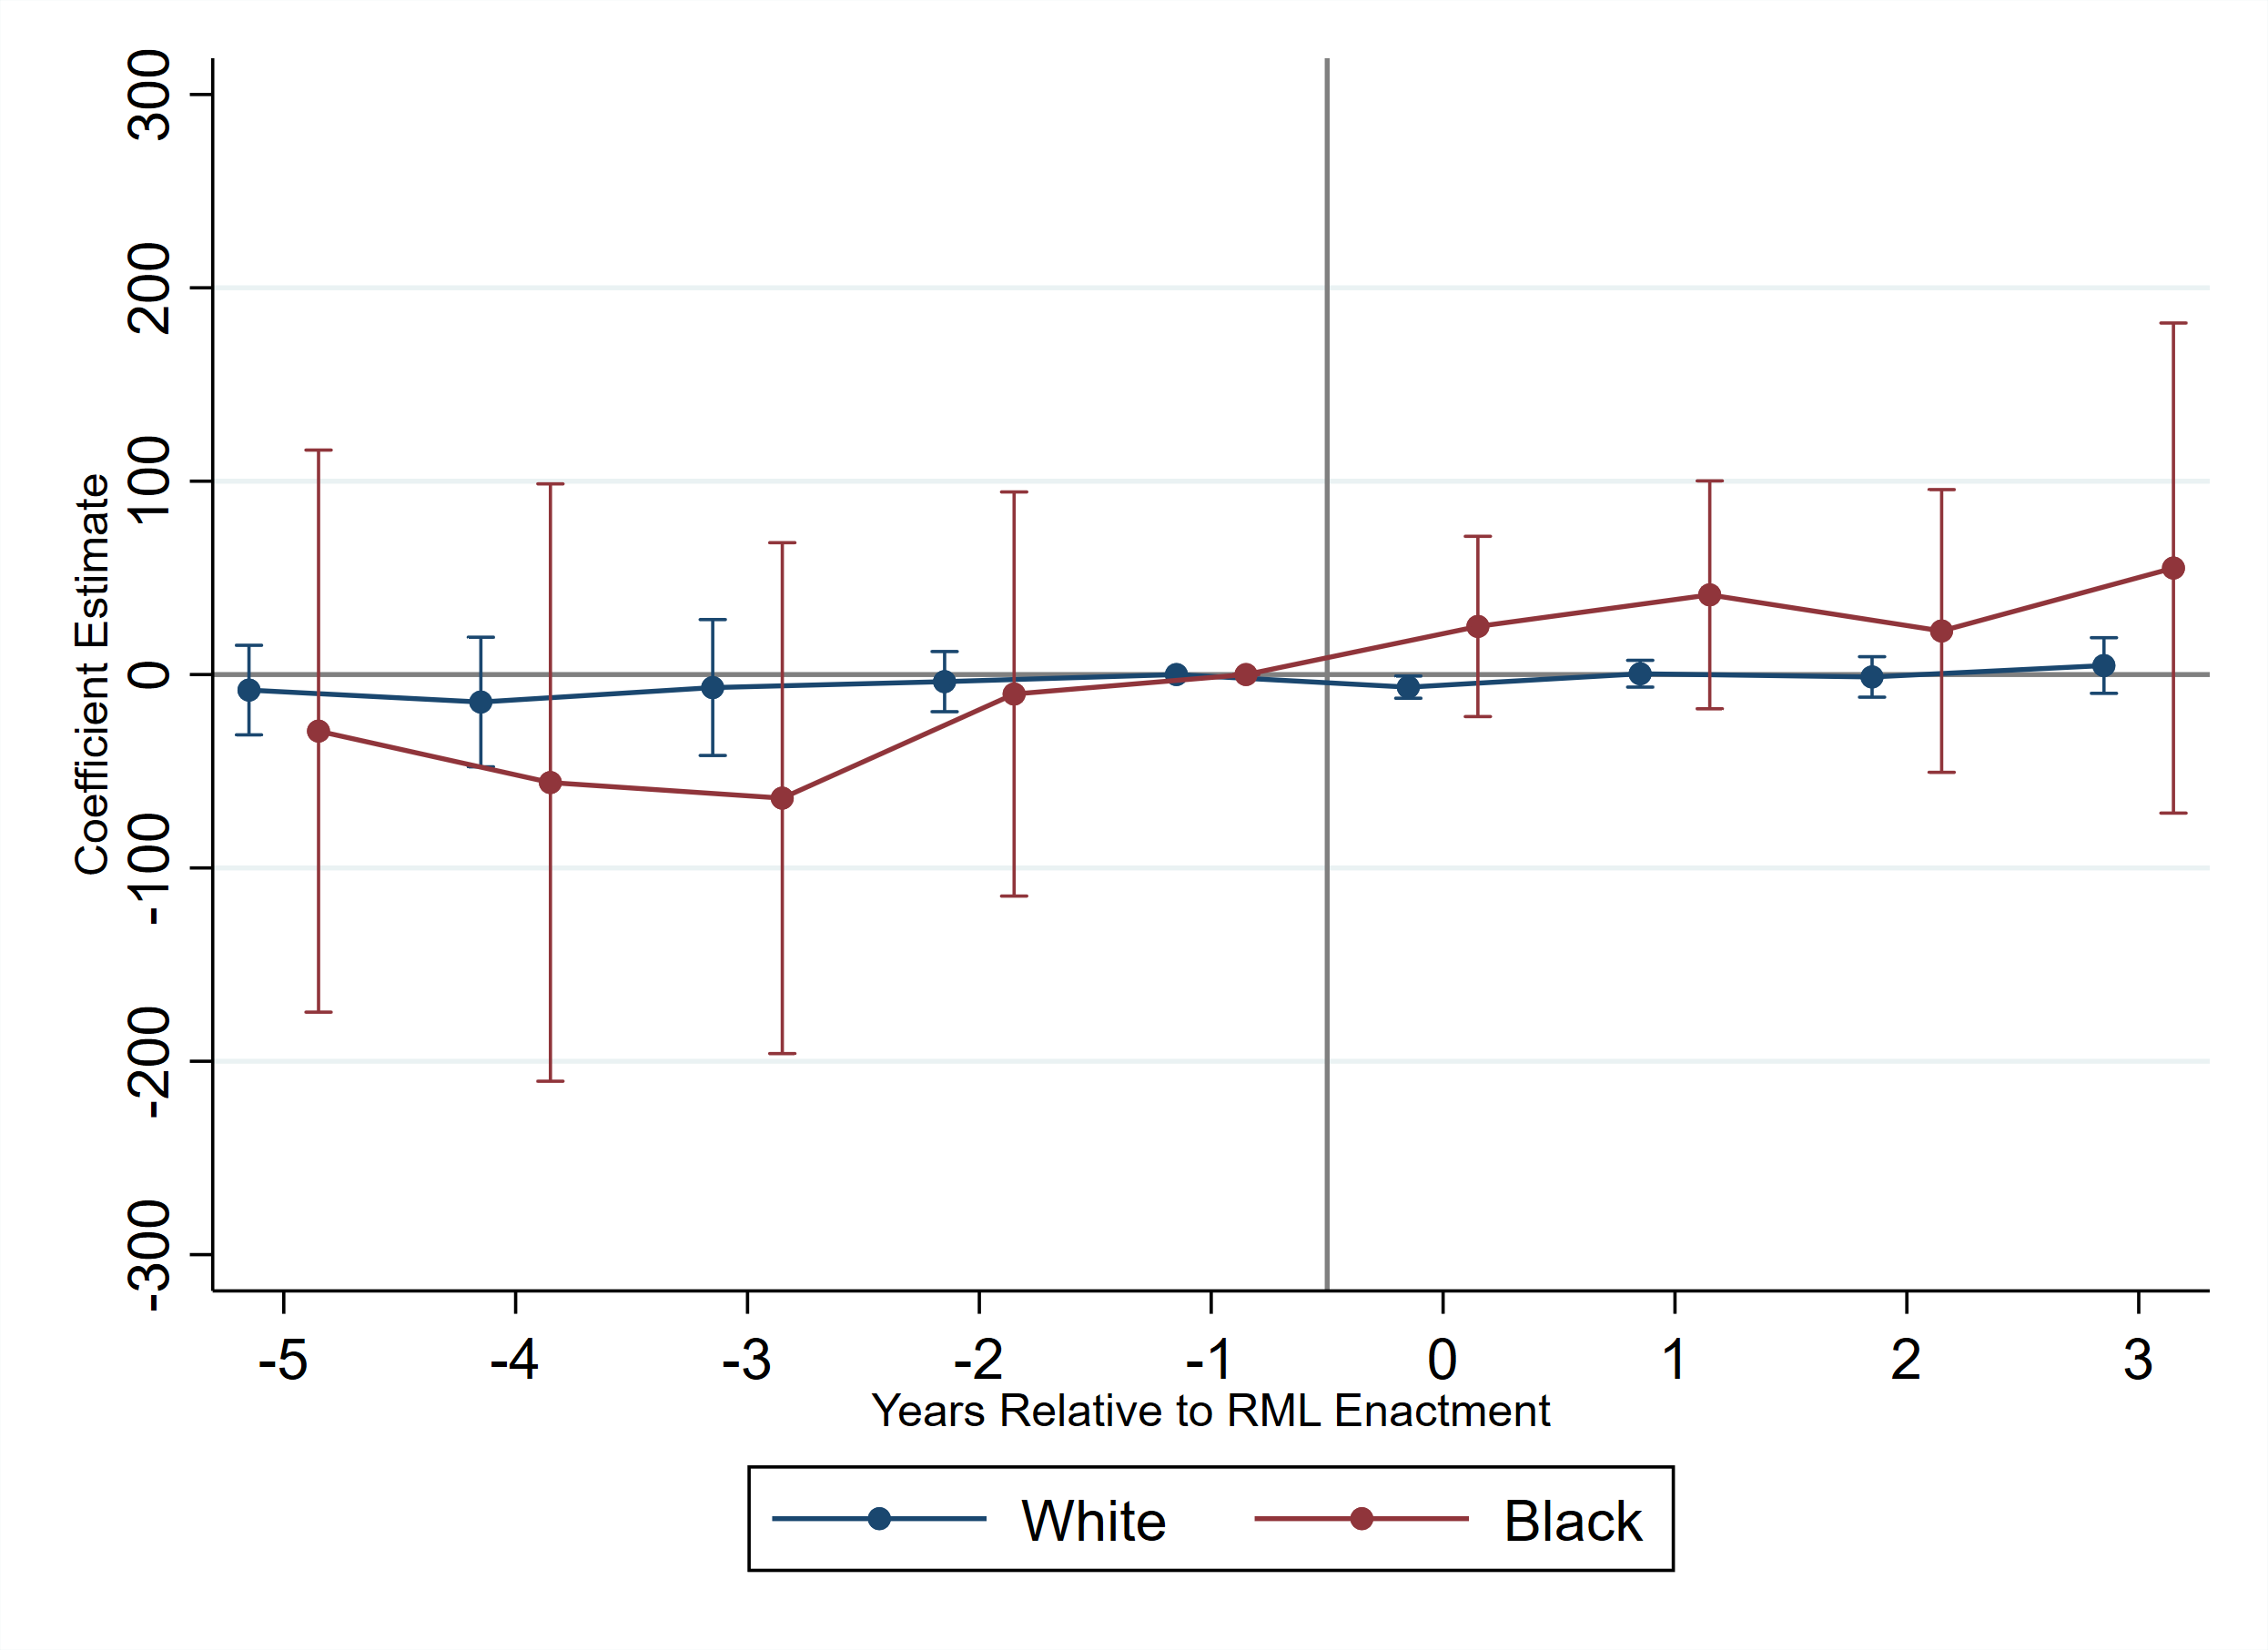 300
200
100
0
-100
-200
-300
Coefficient Estimate
-5 -4 -3 -2 -1 0 1 2 3
Years Relative to RML Enactment
White Black